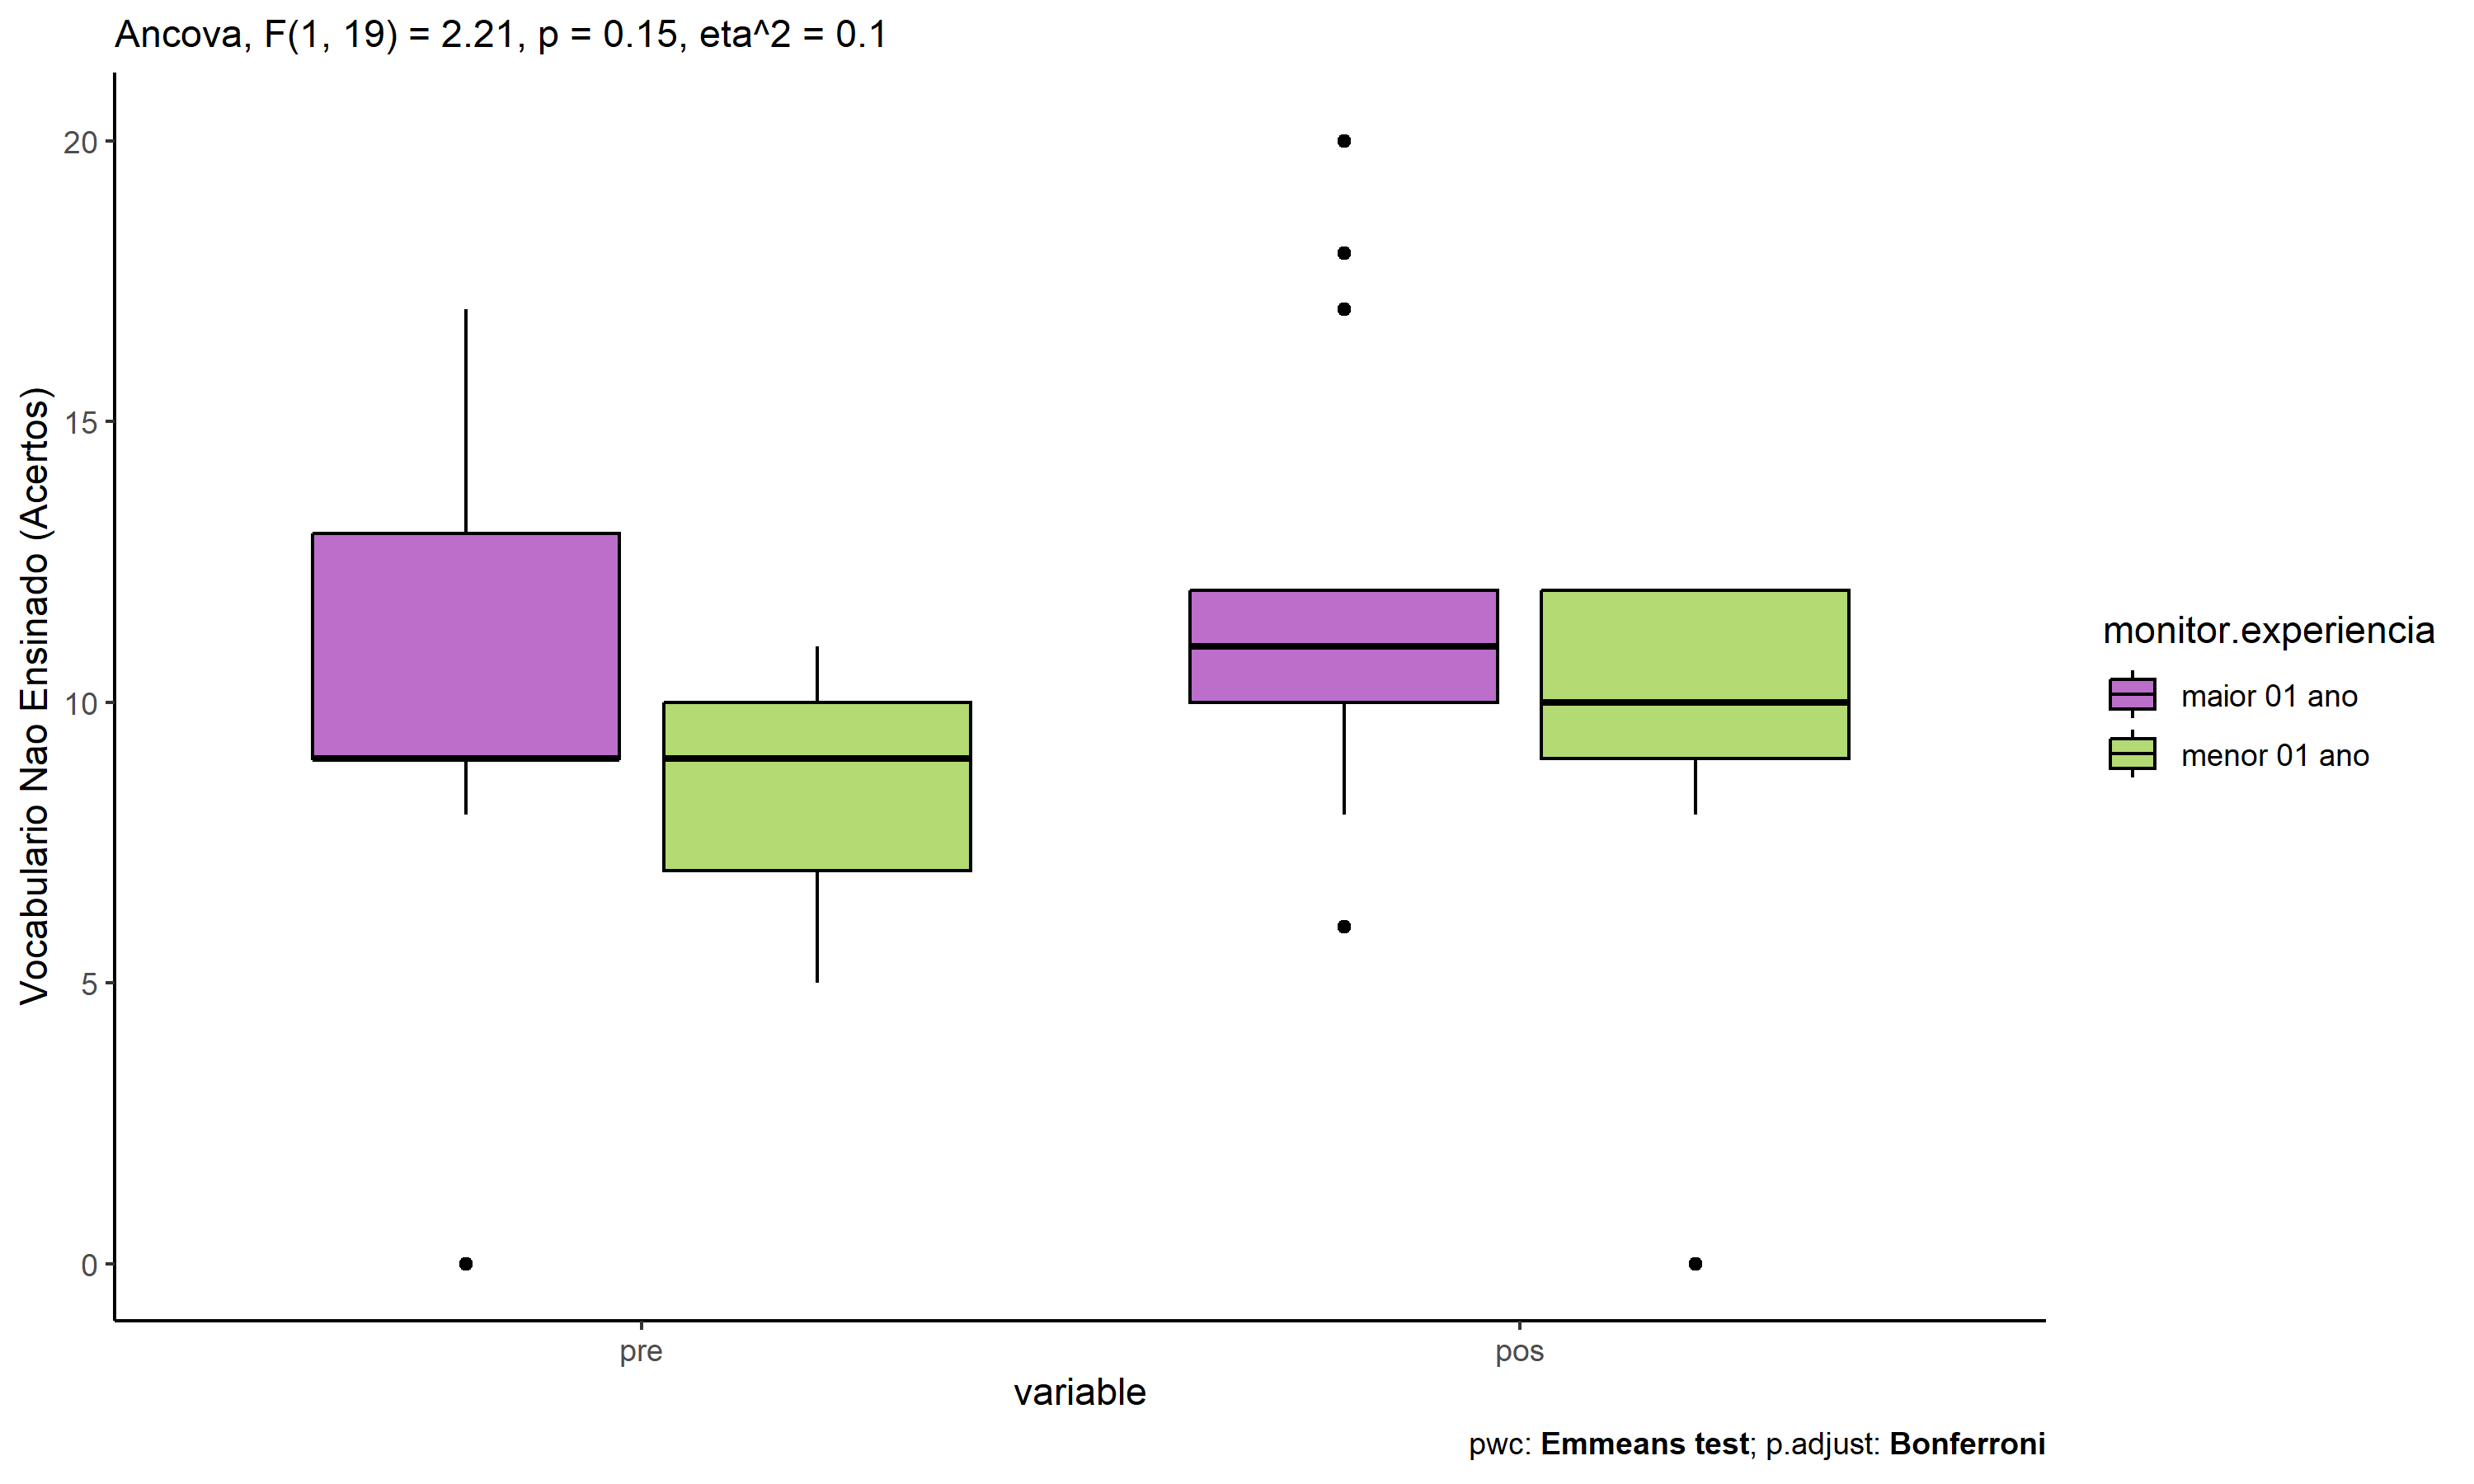 Ancova, F(1, 19) = 2.21, p = 0.15, eta^2 = 0.1
Vocabulario Nao Ensinado (Acertos)
20
15
10
5
0
pre
pos
variable
monitor.experiencia
maior 01 ano
menor 01 ano
pwc: Emmeans test; p.adjust: Bonferroni